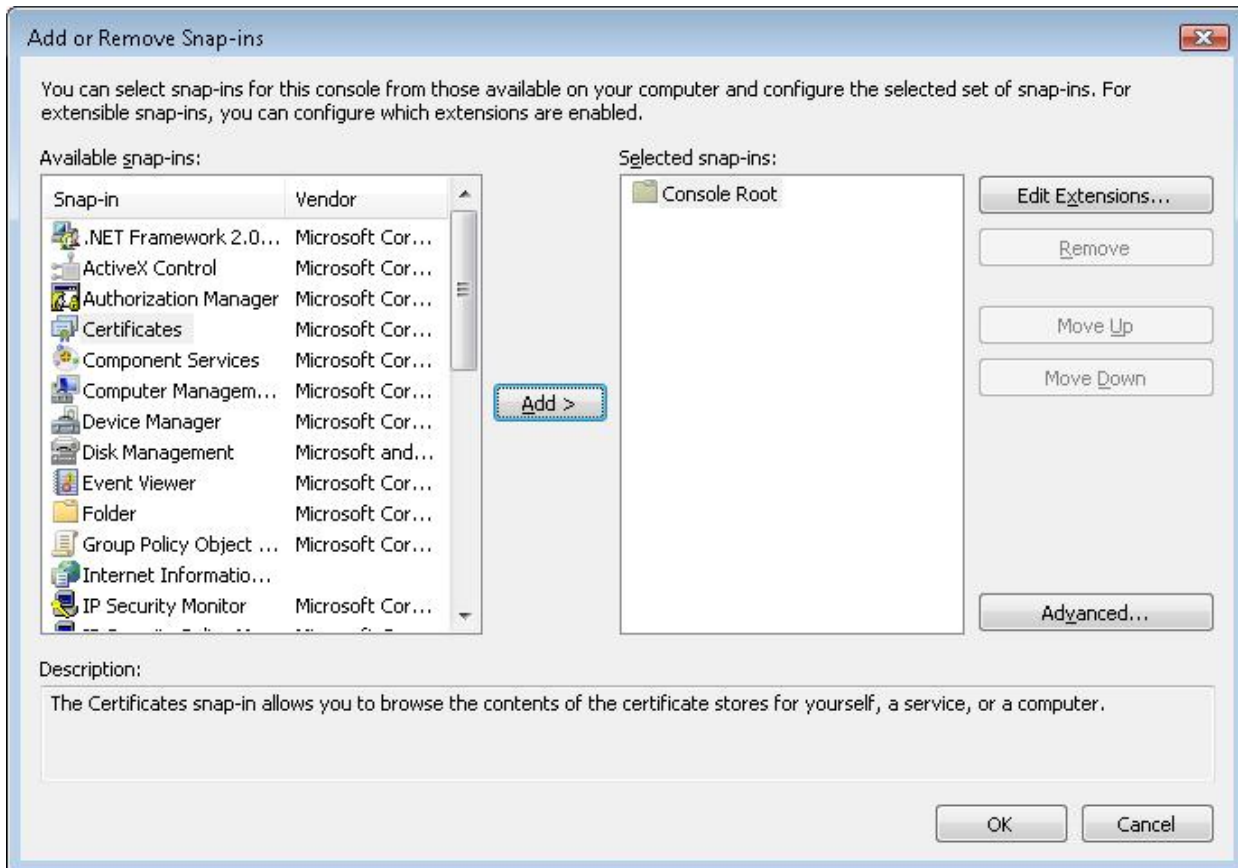 Add or Remove Snap-ins
You can select snap-ins for this console from those available on your computer and configure the selected set of snap-ins. For
extensible snap-ins, you can configure which extensions are enabled.
Available snap-ins:
Snap-in Vendor
.NET Framework 2.0... Microsoft Cor...
ActiveX Control Microsoft Cor...
Authorization Manager Microsoft Cor...
Certificates Microsoft Cor...
Component Services Microsoft Cor...
Computer Managem... Microsoft Cor...
Device Manager Microsoft Cor...
Disk Management Microsoft and...
Event Viewer Microsoft Cor...
Folder Microsoft Cor...
Group Policy Object ... Microsoft Cor...
Internet Informatio...
IP Security Monitor Microsoft Cor...
Add >
Selected snap-ins:
Console Root
Edit Extensions...
Remove
Move Up
Move Down
Advanced...
Description:
The Certificates snap-in allows you to browse the contents of the certificate stores for yourself, a service, or a computer.
OK Cancel